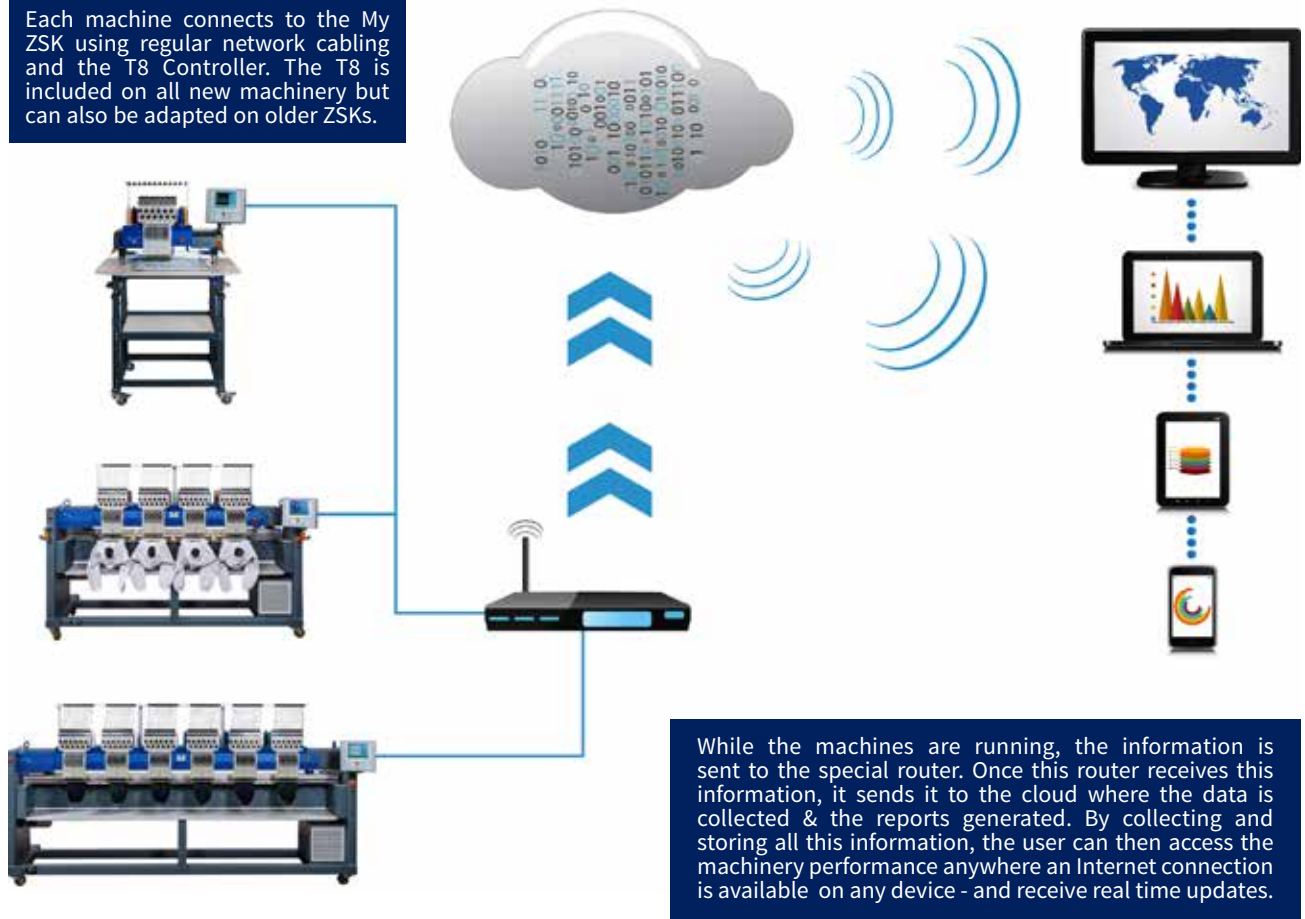 Each machine connects to the My
ZSK using regular network cabling
and the T8 Controller. The T8 is
included on all new machinery but
can also be adapted on older ZSKs.
While the machines are running, the information is
sent to the special router. Once this router receives this
information, it sends it to the cloud where the data is
collected & the reports generated. By collecting and
storing all this information, the user can then access the
machinery performance anywhere an Internet connection
is available on any device - and receive real time updates.